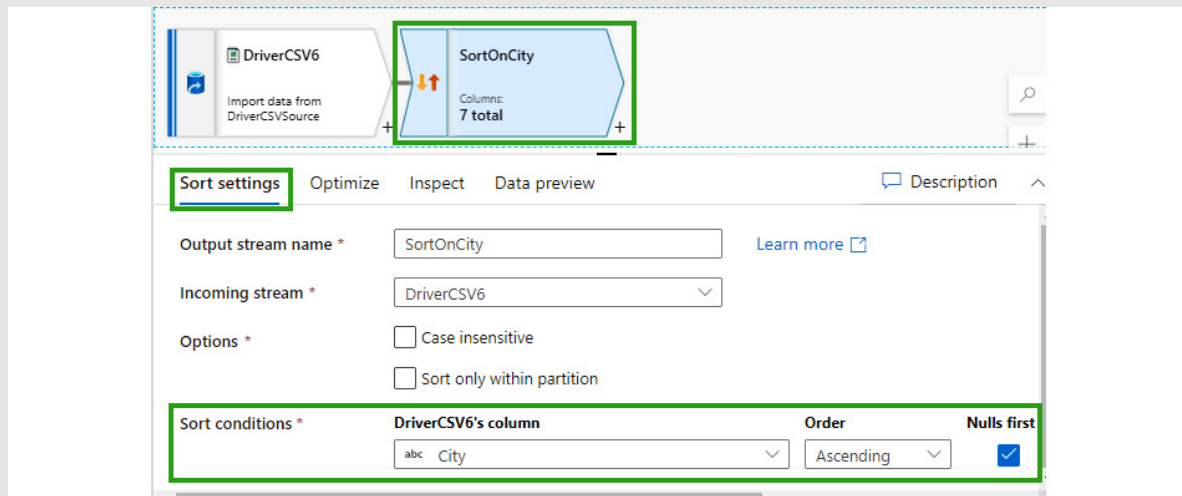 DriverCSV6
Import data from
DriverCSVSource
+
SortOnCity
Columns:
7 total
+
Sort settings Optimize Inspect Data preview Description
Output stream name * SortOnCity Learn more
Incoming stream * DriverCSV6
Options * Case insensitive
Sort only within partition
Sort conditions * DriverCSV6's column Order Nulls first
abc City Ascending